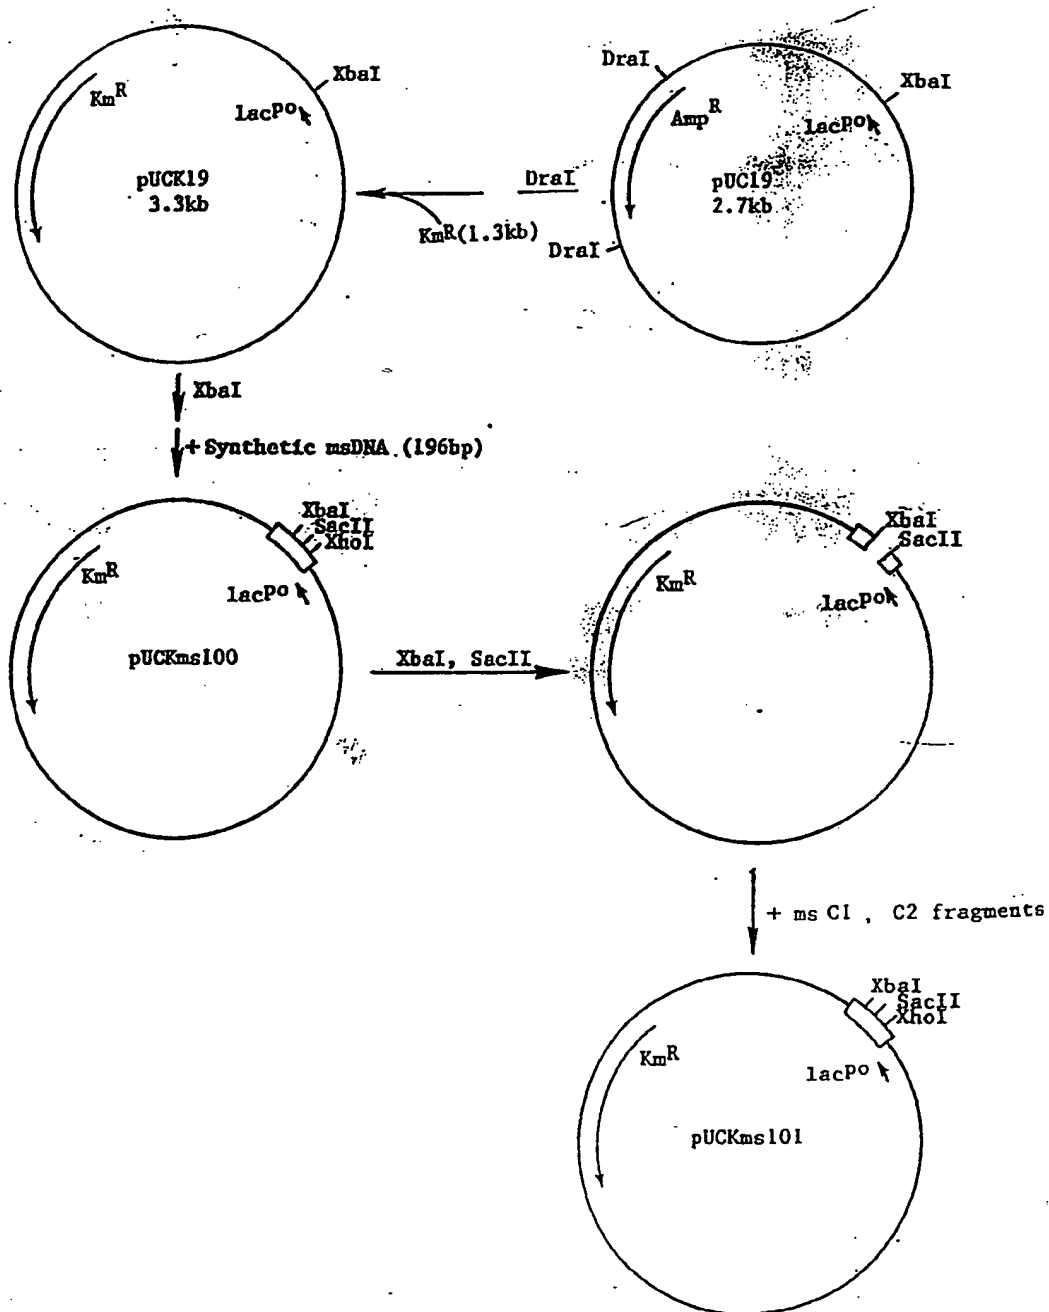 KmR
XbaI
lacPO
pUCK19
3.3kb
DraI
XbaI
AmpR
lacPO
pUC19
2.7kb
DraI
DraI
KmR(1.3kb)
XbaI
+ Synthetic msDNA (196bp)
XbaI
SacII
XhoI
KmR
lacPO
pUCKms100
XbaI, SacII
XbaI
SacII
KmR
lacPO
+ ms C1 , C2 fragments
XbaI
SacII
XhoI
KmR
lacPO
pUCKms101